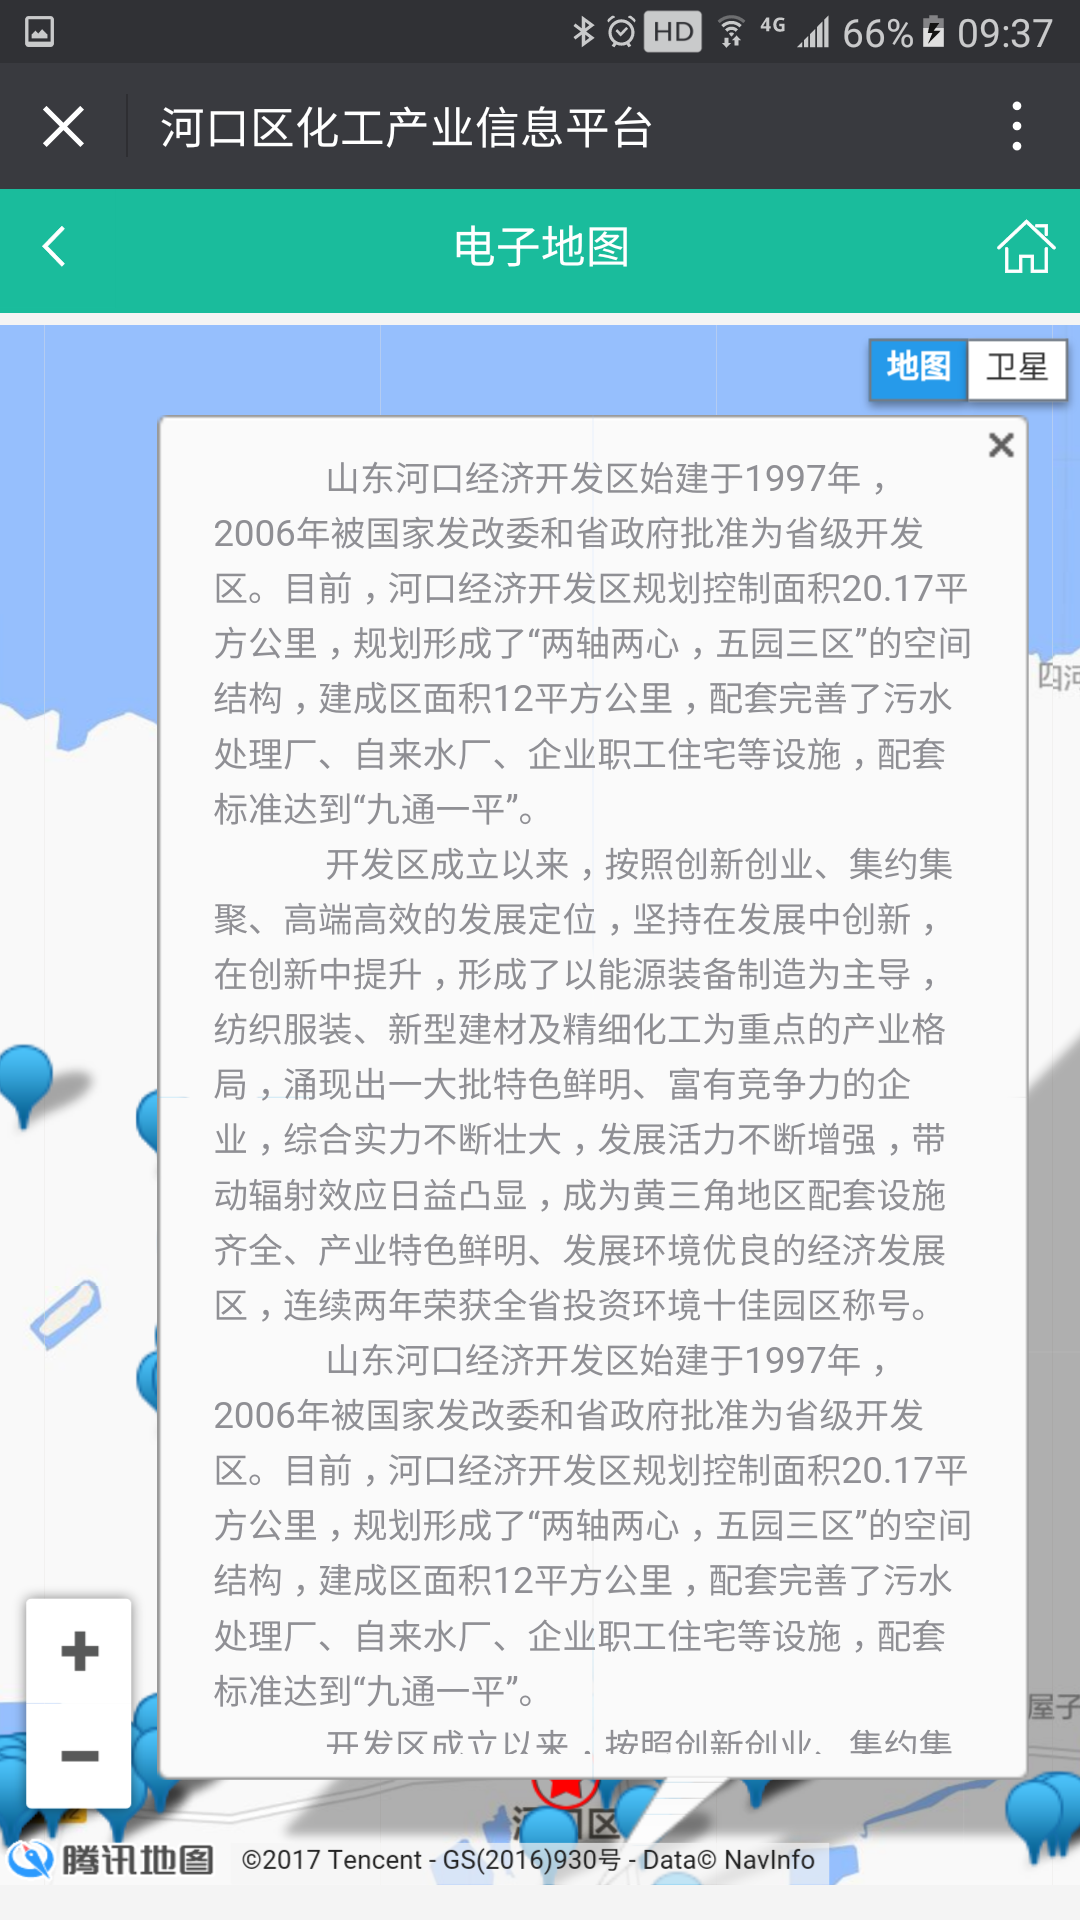 HD 4G 66% 09:37
河口区化工产业信息平台
电子地图
地图 卫星
山东河口经济开发区始建于1997年，
2006年被国家发改委和省政府批准为省级开发
区。目前，河口经济开发区规划控制面积20.17平
方公里，规划形成了“两轴两心，五园三区”的空间
结构，建成区面积12平方公里，配套完善了污水
处理厂、自来水厂、企业职工住宅等设施，配套
标准达到“九通一平”。
开发区成立以来，按照创新创业、集约集
聚、高端高效的发展定位，坚持在发展中创新，
在创新中提升，形成了以能源装备制造为主导，
纺织服装、新型建材及精细化工为重点的产业格
局，涌现出一大批特色鲜明、富有竞争力的企
业，综合实力不断壮大，发展活力不断增强，带
动辐射效应日益凸显，成为黄三角地区配套设施
齐全、产业特色鲜明、发展环境优良的经济发展
区，连续两年荣获全省投资环境十佳园区称号。
山东河口经济开发区始建于1997年，
2006年被国家发改委和省政府批准为省级开发
区。目前，河口经济开发区规划控制面积20.17平
方公里，规划形成了“两轴两心，五园三区”的空间
结构，建成区面积12平方公里，配套完善了污水
处理厂、自来水厂、企业职工住宅等设施，配套
标准达到“九通一平”。
开发区成立以来，按照创新创业、集约集
四河
屋子
河口区
腾讯地图 ©2017 Tencent - GS(2016)930号 - Data© NavInfo